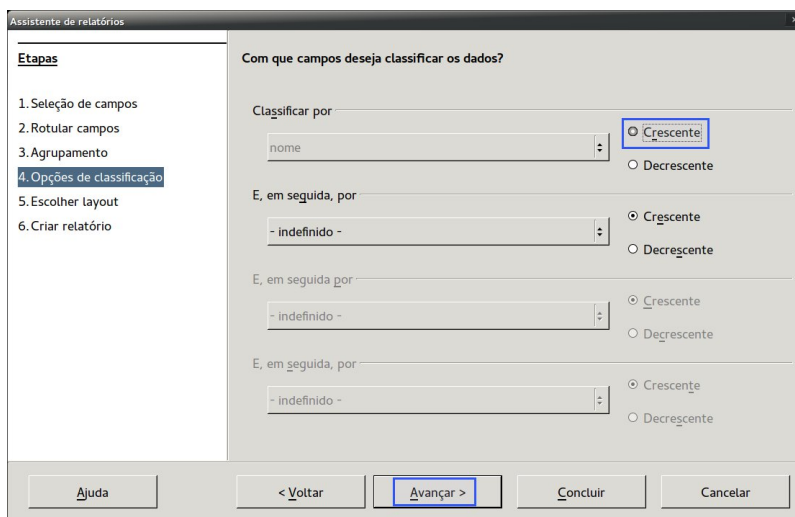 Assistente de relatórios
Etapas
1. Seleção de campos
2. Rotular campos
3. Agrupamento
4. Opções de classificação
5. Escolher layout
6. Criar relatório
Com que campos deseja classificar os dados?
Classificar por
nome
Crescente
Decrescente
E, em seguida, por
- indefinido -
Crescente
Decrescente
E, em seguida por
- indefinido -
Crescente
Decrescente
E, em seguida, por
- indefinido -
Crescente
Decrescente
Ajuda
< Voltar
Avançar >
Concluir
Cancelar